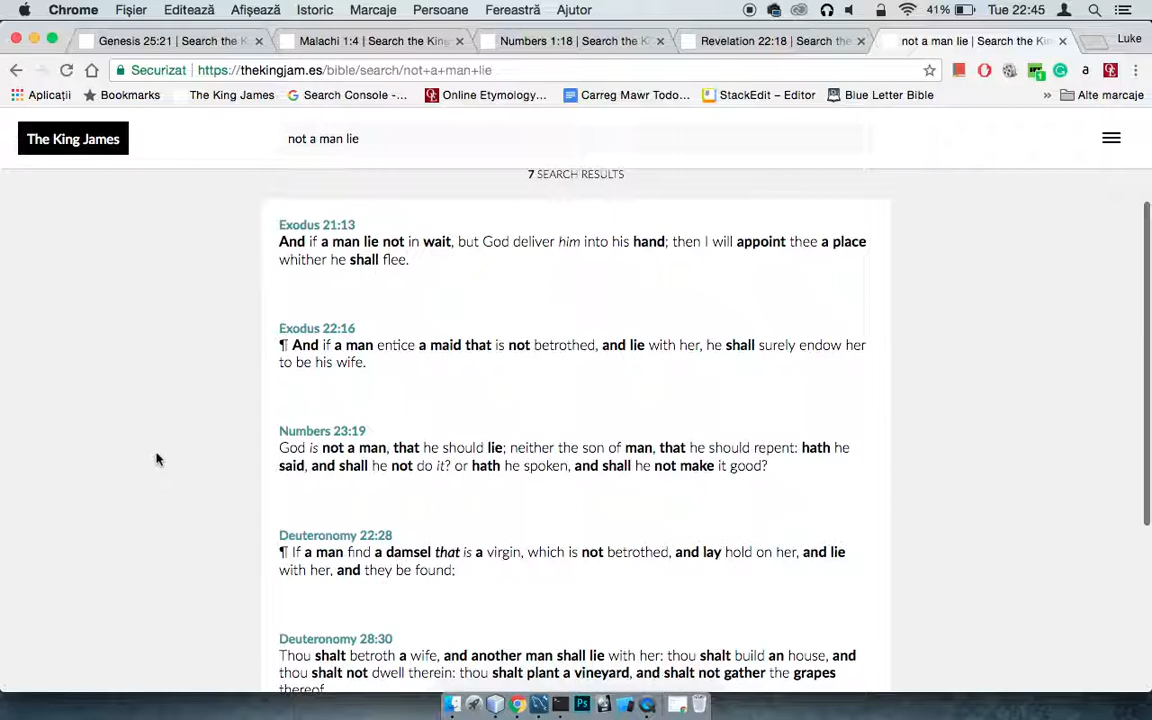 Chrome Fișier Editează Afișează Istoric Marcaje Persoane Fereastră Ajutor 41% Tue 22:45
Genesis 25:21 | Search the K Malachi 1:4 | Search the King Numbers 1:18 | Search the K Revelation 22:18 | Search the not a man lie | Search the Kin Luke
Securizat https://thekingjam.es/bible/search/not+a+man+lie
Aplicații Bookmarks The King James Search Console -... Online Etymology... Carreg Mawr Todo... StackEdit – Editor Blue Letter Bible » Alte marcaje
The King James not a man lie
7 SEARCH RESULTS
Exodus 21:13
And if a man lie not in wait, but God deliver him into his hand; then I will appoint thee a place
whither he shall flee.
Exodus 22:16
¶ And if a man entice a maid that is not betrothed, and lie with her, he shall surely endow her
to be his wife.
Numbers 23:19
God is not a man, that he should lie; neither the son of man, that he should repent: hath he
said, and shall he not do it? or hath he spoken, and shall he not make it good?
Deuteronomy 22:28
¶ If a man find a damsel that is a virgin, which is not betrothed, and lay hold on her, and lie
with her, and they be found;
Deuteronomy 28:30
Thou shalt betroth a wife, and another man shall lie with her: thou shalt build an house, and
thou shalt not dwell therein: thou shalt plant a vineyard, and shalt not gather the grapes
thereof